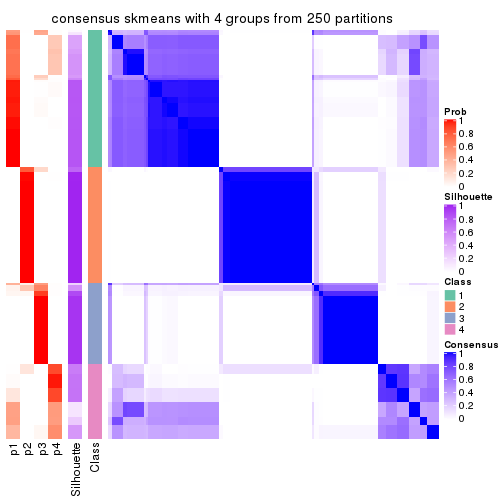 consensus skmeans with 4 groups from 250 partitions
Prob
1
0.8
0.6
0.4
0.2
0
Silhouette
1
0.8
0.6
0.4
0.2
0
Class
1
2
3
4
Consensus
1
0.8
0.6
0.4
0.2
0
p1
p2
p3
p4
Silhouette
Class